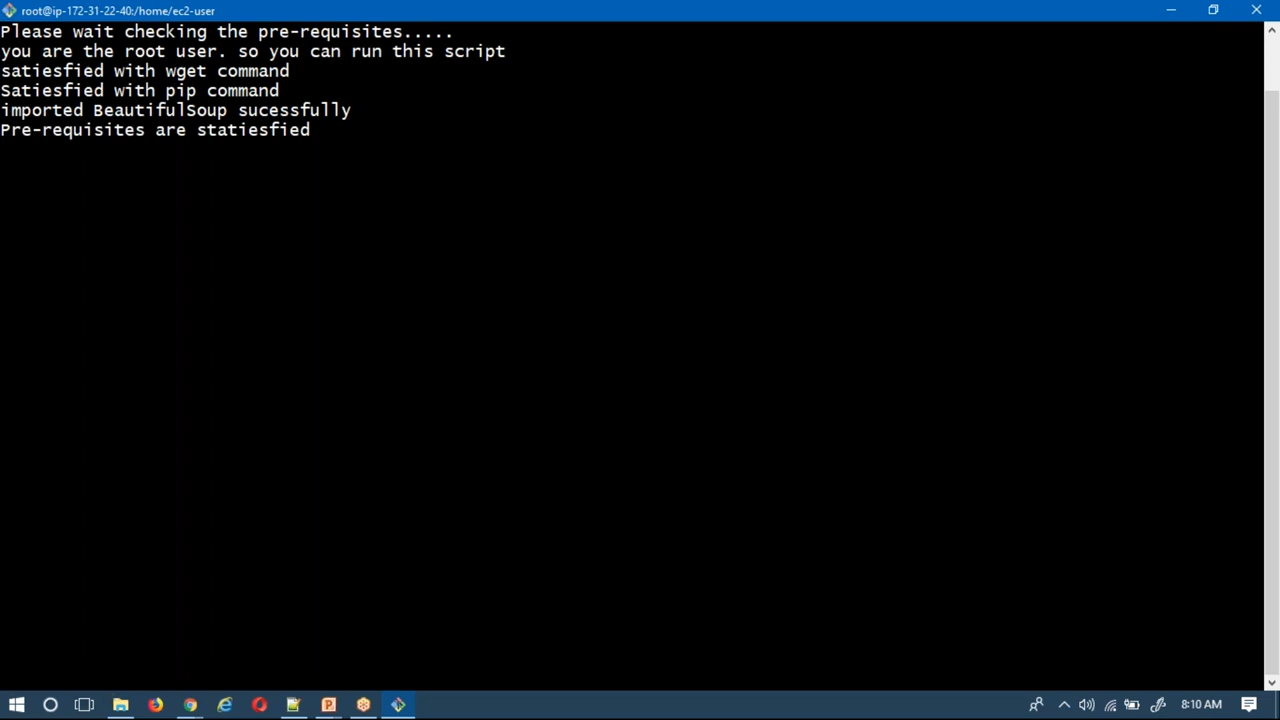 root@ip-172-31-22-40:/home/ec2-user
Please wait checking the pre-requisites.....
you are the root user. so you can run this script
satiesfied with wget command
Satiesfied with pip command
imported BeautifulSoup sucessfully
Pre-requisites are statiesfied
8:10 AM